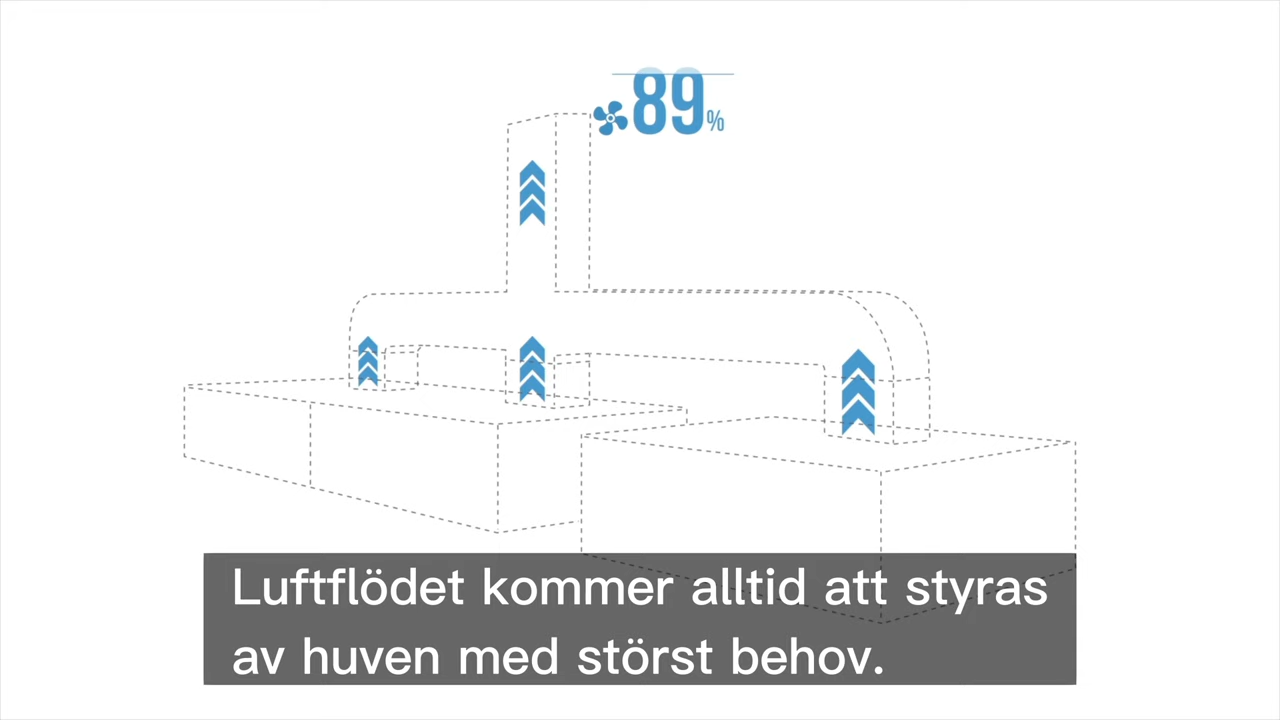 89%
Luftflödet kommer alltid att styras
av huven med störst behov.